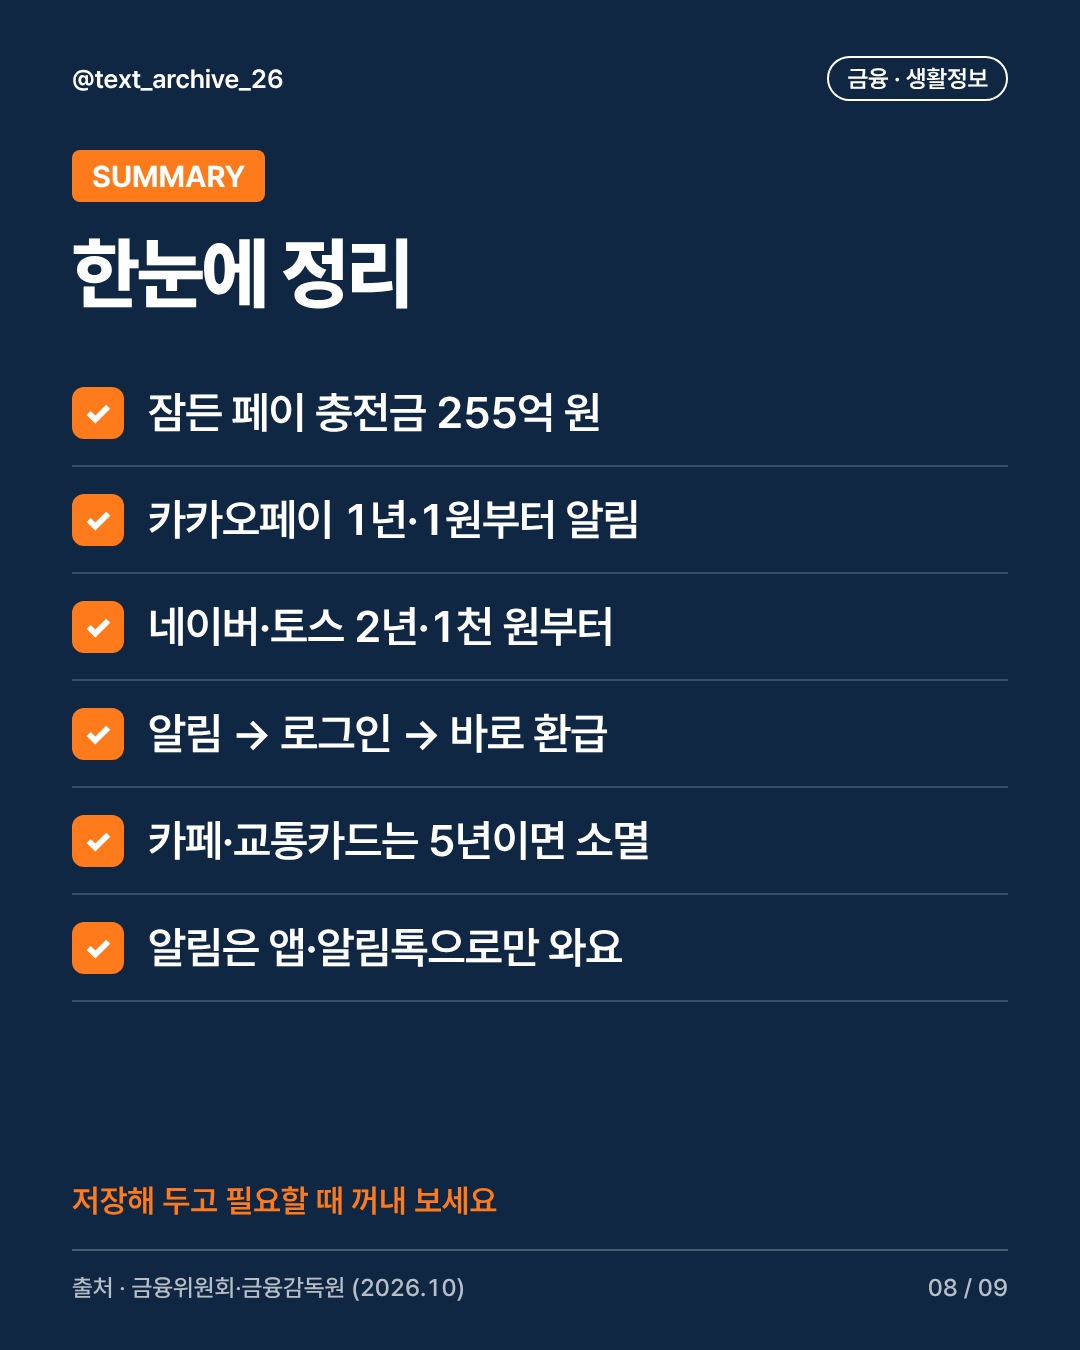 @text_archive_26
금융 · 생활정보
SUMMARY
한눈에 정리
잠든 페이 충전금 255억 원
카카오페이 1년·1원부터 알림
네이버·토스 2년·1천 원부터
알림 → 로그인 → 바로 환급
카페·교통카드는 5년이면 소멸
알림은 앱·알림톡으로만 와요
저장해 두고 필요할 때 꺼내 보세요
출처 · 금융위원회·금융감독원 (2026.10)
08 / 09